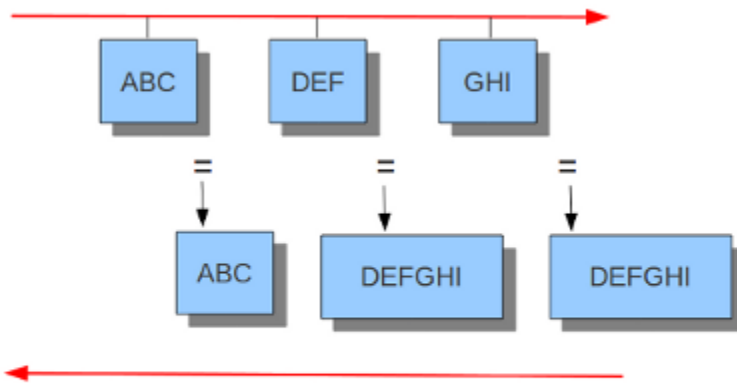 ABC DEF GHI
= = =
ABC DEFGHI DEFGHI